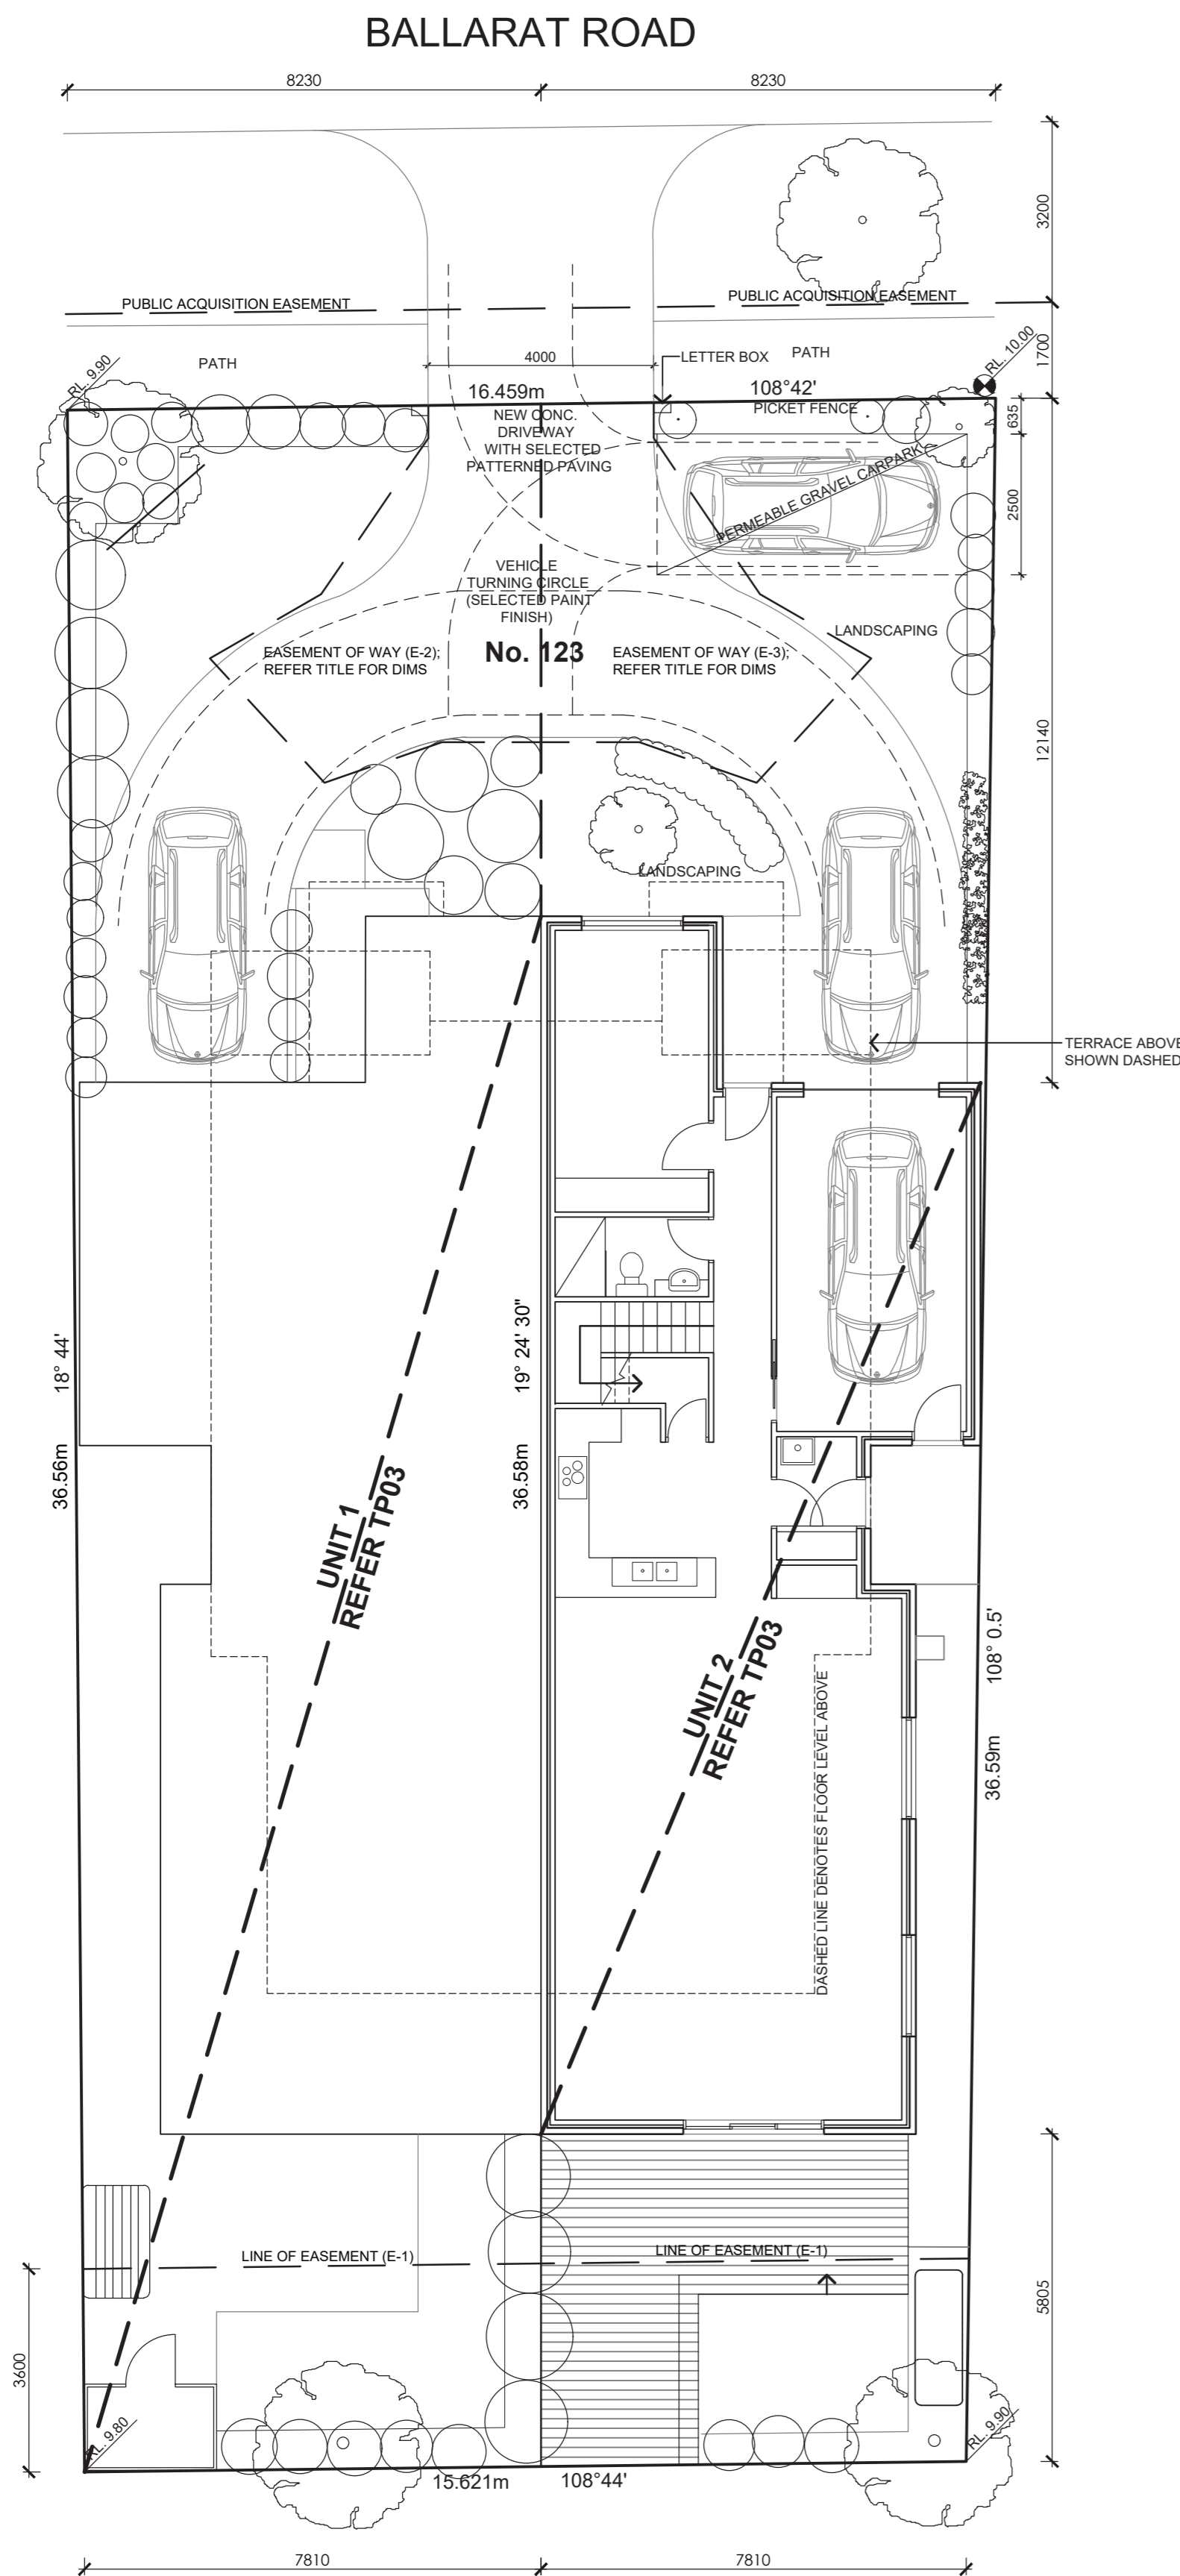 BALLARAT ROAD
8230
8230
3200
PUBLIC ACQUISITION EASEMENT
PUBLIC ACQUISITION EASEMENT
RL. 9.90
PATH
4000
LETTER BOX
PATH
RL. 10.00
1700
16.459m
108°42'
PICKET FENCE
635
NEW CONC.
DRIVEWAY
WITH SELECTED
PATTERNED PAVING
PERMEABLE GRAVEL CARPARK
2500
VEHICLE
TURNING CIRCLE
(SELECTED PAINT
FINISH)
LANDSCAPING
EASEMENT OF WAY (E-2);
REFER TITLE FOR DIMS
No. 123
EASEMENT OF WAY (E-3);
REFER TITLE FOR DIMS
12140
LANDSCAPING
TERRACE ABOVE
SHOWN DASHED
18° 44'
36.56m
19° 24' 30"
36.58m
UNIT 1
REFER TP03
UNIT 2
REFER TP03
108° 0.5'
36.59m
DASHED LINE DENOTES FLOOR LEVEL ABOVE
LINE OF EASEMENT (E-1)
LINE OF EASEMENT (E-1)
5805
3600
RL. 9.80
RL. 9.90
15.621m
108°44'
7810
7810